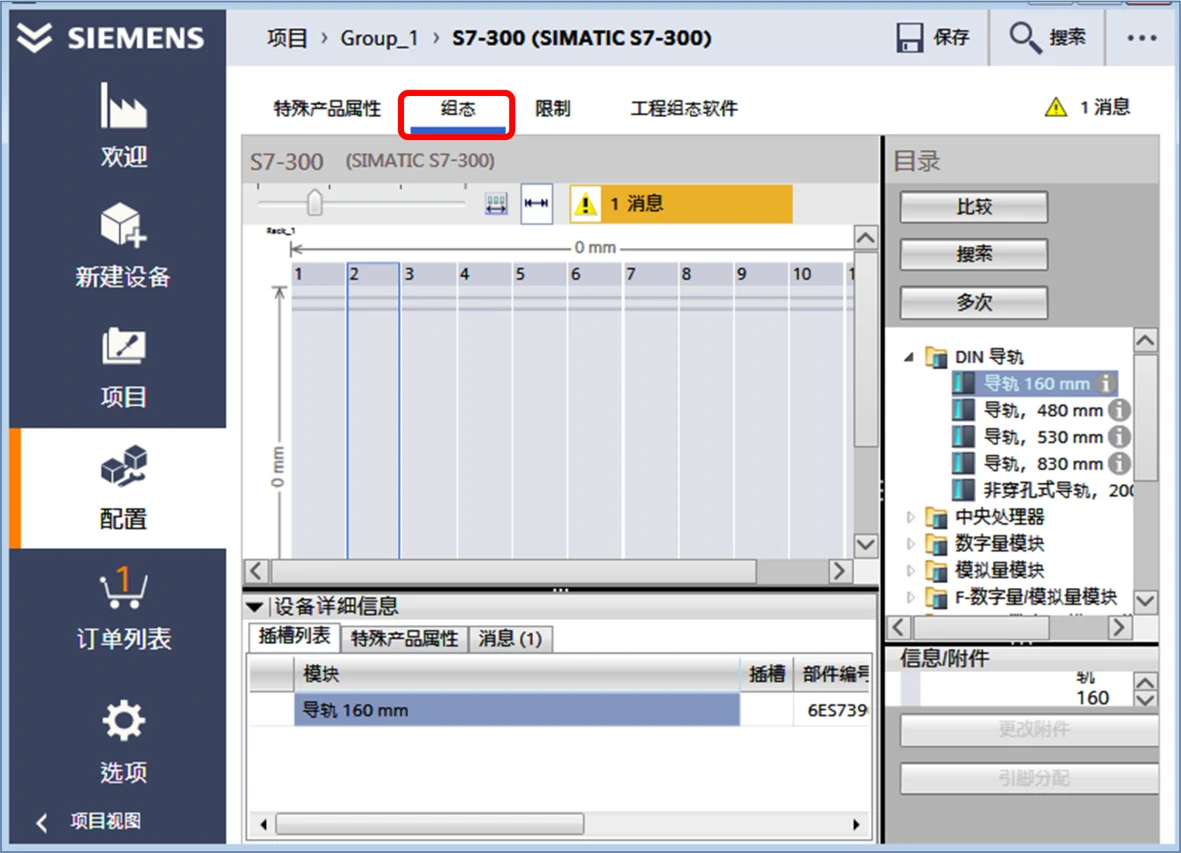 SIEMENS
项目 › Group_1 › S7-300 (SIMATIC S7-300)
保存
搜索
特殊产品属性 组态 限制 工程组态软件
1 消息
欢迎
新建设备
项目
配置
1
订单列表
选项
项目视图
S7-300 (SIMATIC S7-300)
1 消息
Rack_1
0 mm
1 2 3 4 5 6 7 8 9 10 1
0 mm
设备详细信息
插槽列表 特殊产品属性 消息 (1)
模块 插槽 部件编号
导轨 160 mm 6ES739
目录
比较
搜索
多次
DIN 导轨
导轨 160 mm
导轨, 480 mm
导轨, 530 mm
导轨, 830 mm
非穿孔式导轨, 200
中央处理器
数字量模块
模拟量模块
F-数字量/模拟量模块
信息/附件
轨
160
更改附件
引脚分配